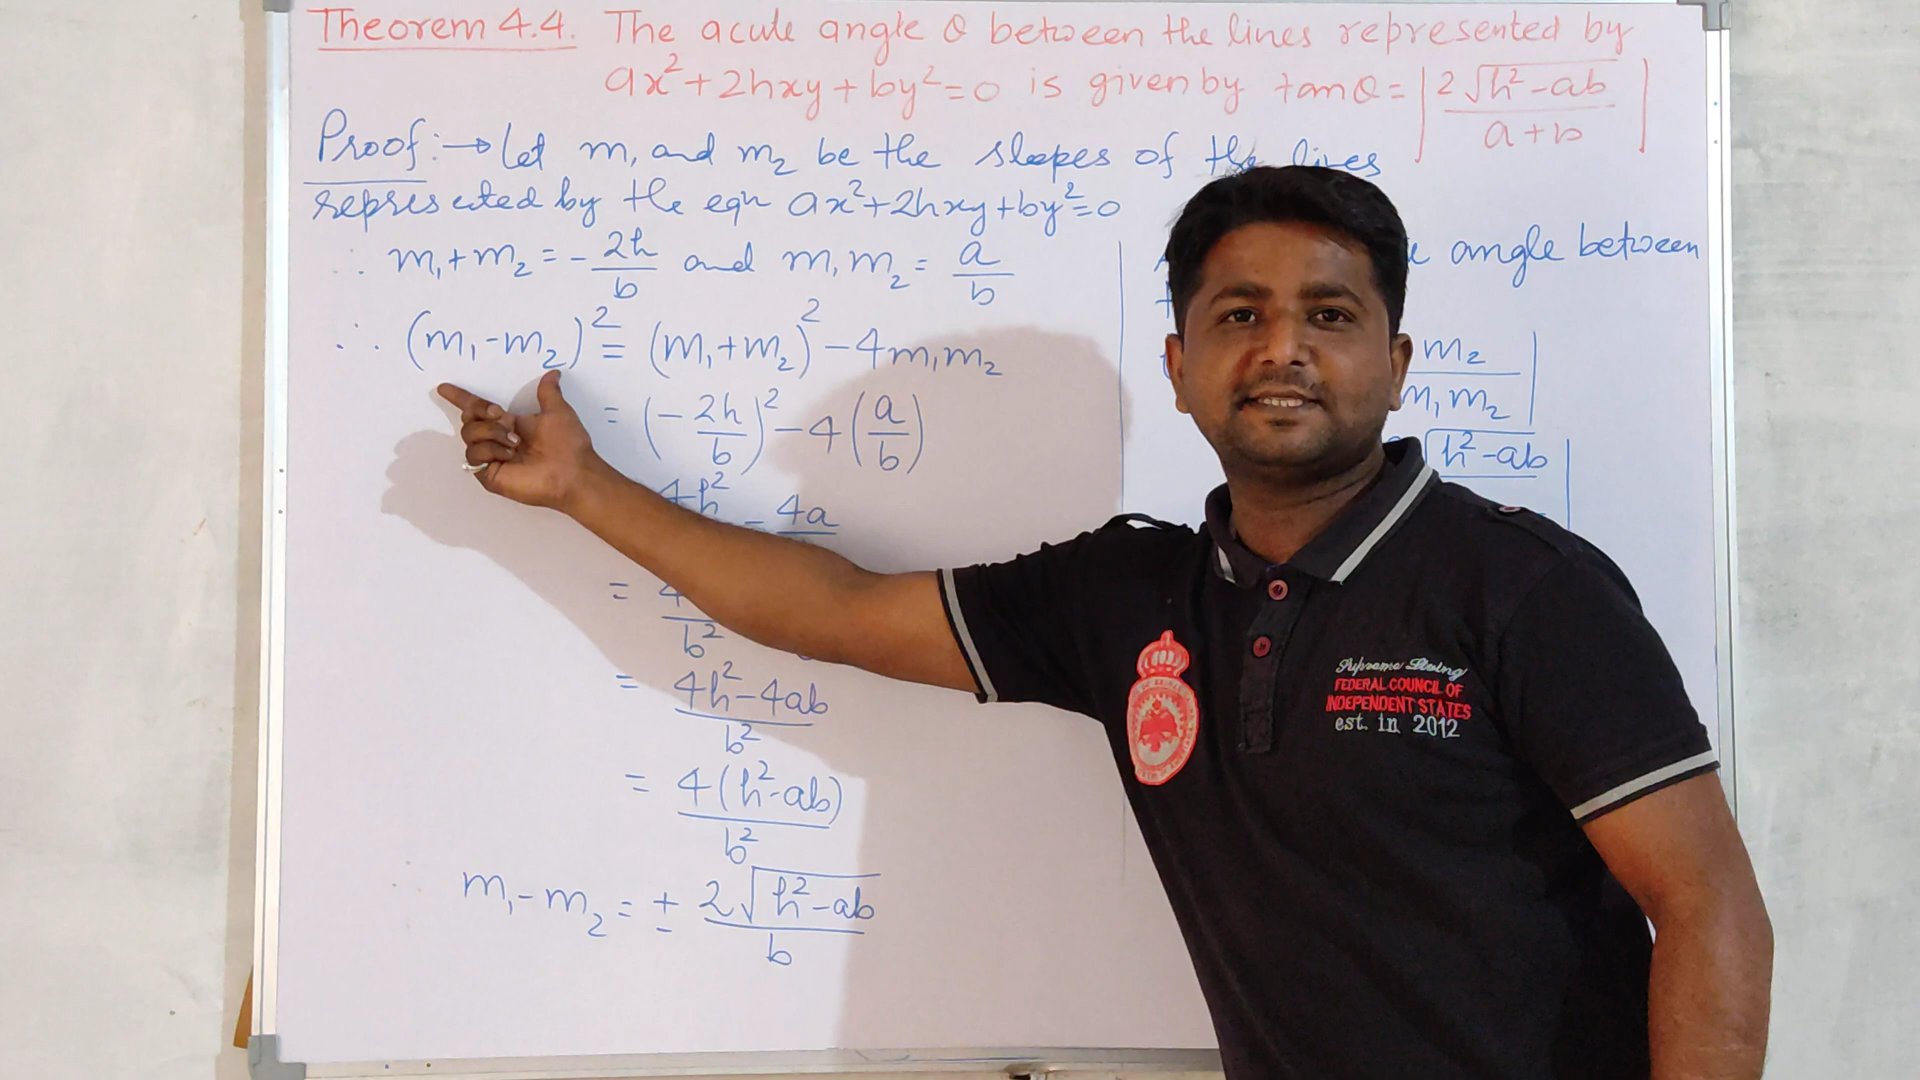 Theorem 4.4. The acute angle θ between the lines represented by
ax²+2hxy+by²=0 is given by tanθ = |2√(h²-ab) / a+b|
Proof:→ Let m₁ and m₂ be the slopes of the lines
represented by the eqn ax²+2hxy+by²=0
∴ m₁+m₂ = -2h/b and m₁m₂ = a/b
∴ (m₁-m₂)² = (m₁+m₂)² - 4m₁m₂
= (-2h/b)² - 4(a/b)
4h² - 4a
= 4 / b²
= 4h²-4ab / b²
= 4(h²-ab) / b²
m₁-m₂ = ± 2√(h²-ab) / b
angle between
m₂
m₁m₂
√(h²-ab)
Supreme Being
FEDERAL COUNCIL OF
INDEPENDENT STATES
est. in 2012